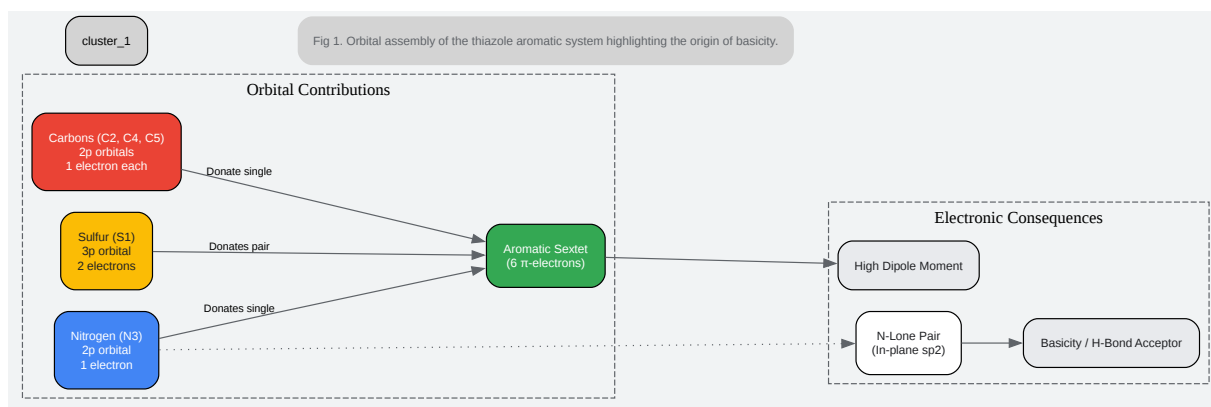 cluster_1
Fig 1. Orbital assembly of the thiazole aromatic system highlighting the origin of basicity.
Orbital Contributions
Carbons (C2, C4, C5)
2p orbitals
1 electron each
Donate single
Sulfur (S1)
3p orbital
2 electrons
Donates pair
Nitrogen (N3)
2p orbital
1 electron
Donates single
Aromatic Sextet
(6 π-electrons)
Electronic Consequences
High Dipole Moment
N-Lone Pair
(In-plane sp2)
Basicity / H-Bond Acceptor